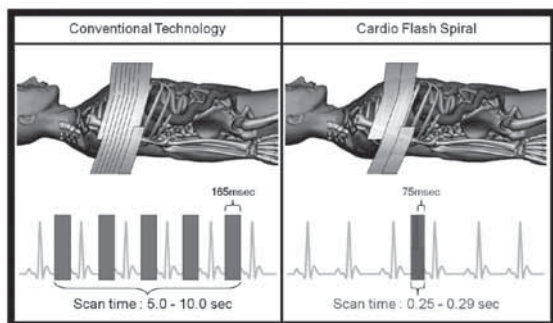 Conventional Technology
Cardio Flash Spiral
165msec
75msec
Scan time : 5.0 - 10.0 sec
Scan time : 0.25 - 0.29 sec